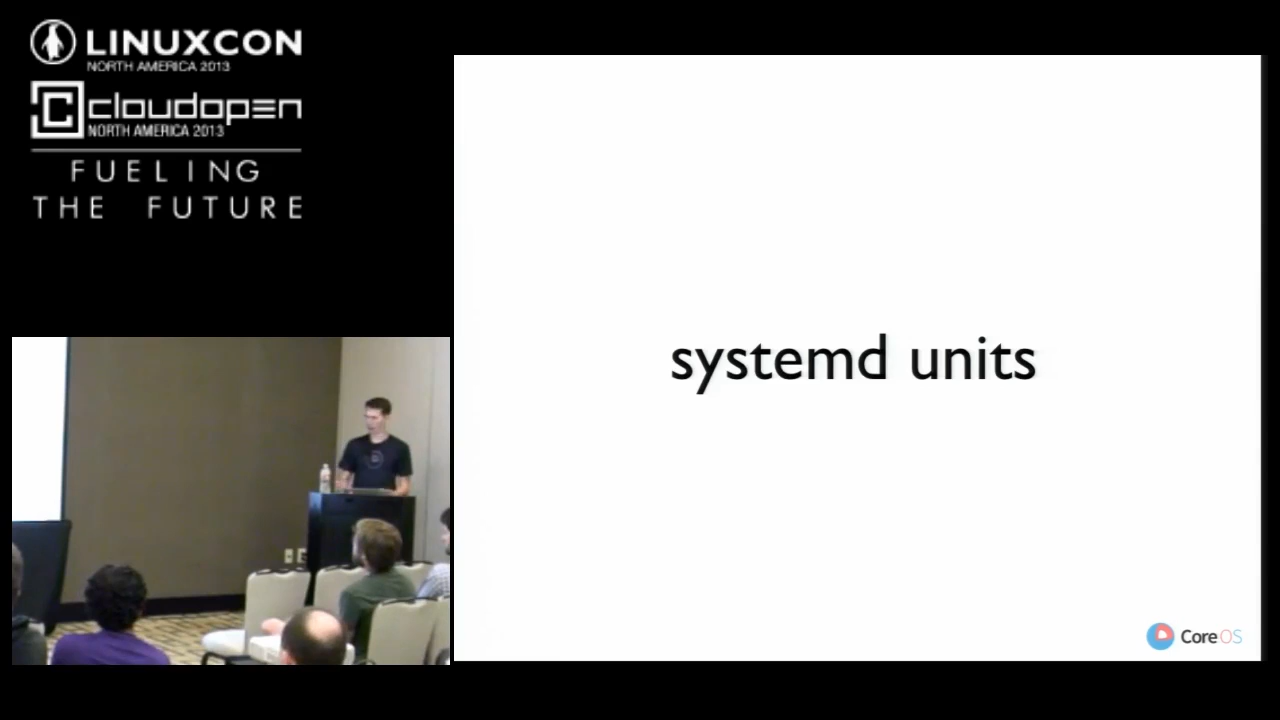 LINUXCON
NORTH AMERICA 2013
cloudopen
NORTH AMERICA 2013
FUELING
THE FUTURE
systemd units
CoreOS